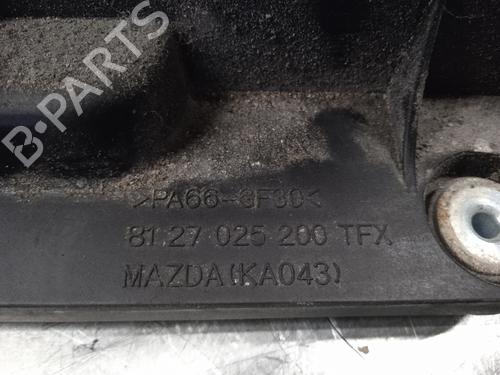 B-PARTS
>PA66-GF30<
81.27 025 200 TFX
MAZDA(KA043)